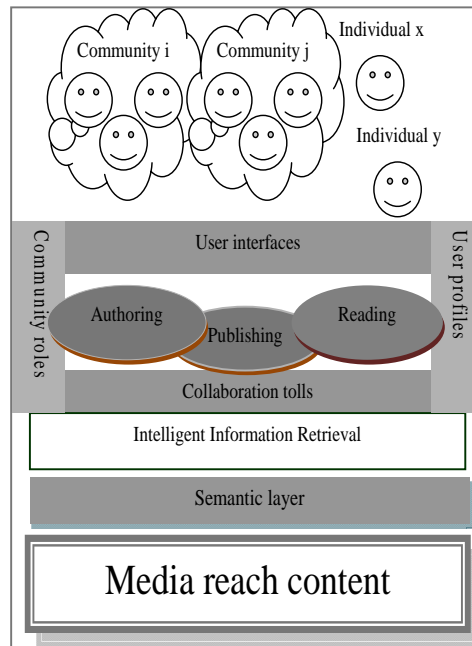 Individual x
Community i
Community j
Individual y
Community roles
User interfaces
User profiles
Authoring
Publishing
Reading
Collaboration tolls
Intelligent Information Retrieval
Semantic layer
Media reach content